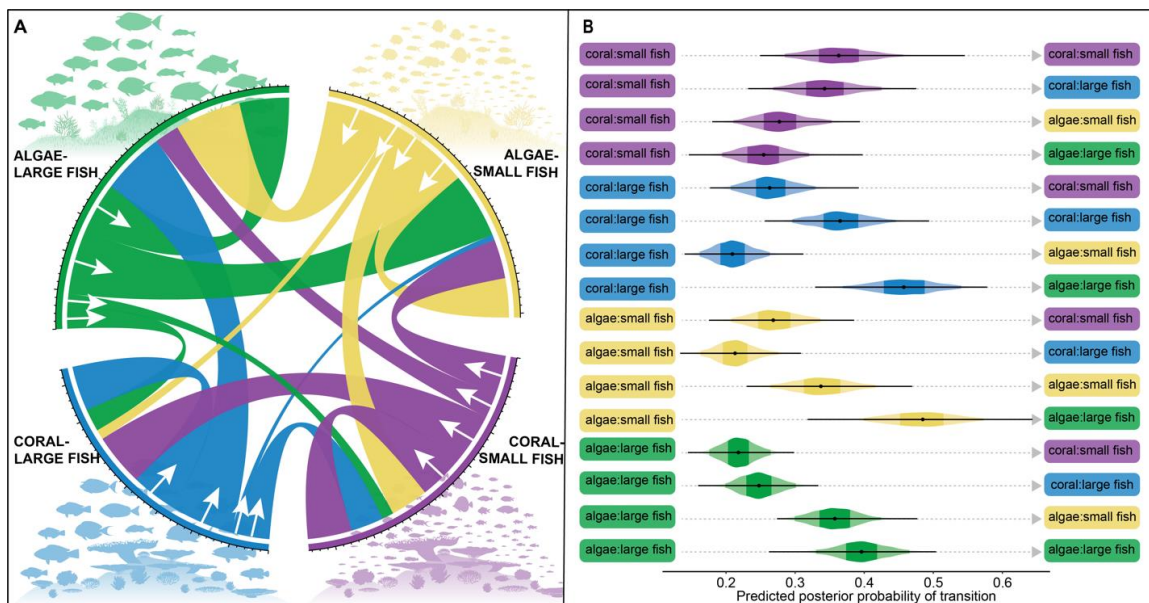 A
ALGAE-
LARGE FISH
ALGAE-
SMALL FISH
CORAL-
LARGE FISH
CORAL-
SMALL FISH
B
coral:small fish coral:small fish
coral:small fish coral:large fish
coral:small fish algae:small fish
coral:small fish algae:large fish
coral:large fish coral:small fish
coral:large fish coral:large fish
coral:large fish algae:small fish
coral:large fish algae:large fish
algae:small fish coral:small fish
algae:small fish coral:large fish
algae:small fish algae:small fish
algae:small fish algae:large fish
algae:large fish coral:small fish
algae:large fish coral:large fish
algae:large fish algae:small fish
algae:large fish algae:large fish
0.2 0.3 0.4 0.5 0.6
Predicted posterior probability of transition